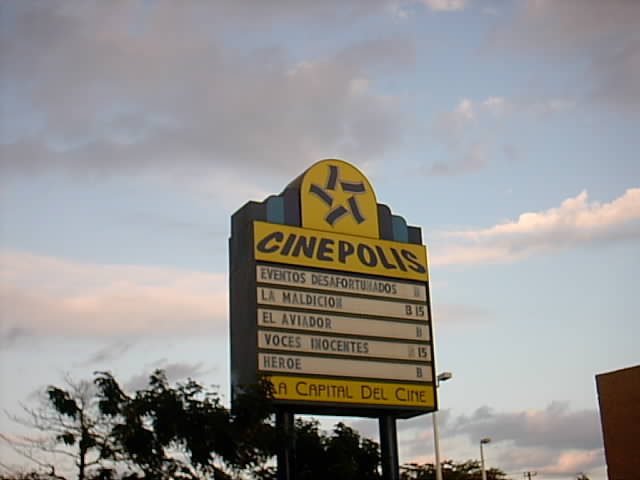 CINEPOLIS
EVENTOS DESAFORTUNADOS
LA MALDICION B 15
EL AVIADOR B
VOCES INOCENTES 15
HEROE B
LA CAPITAL DEL CINE